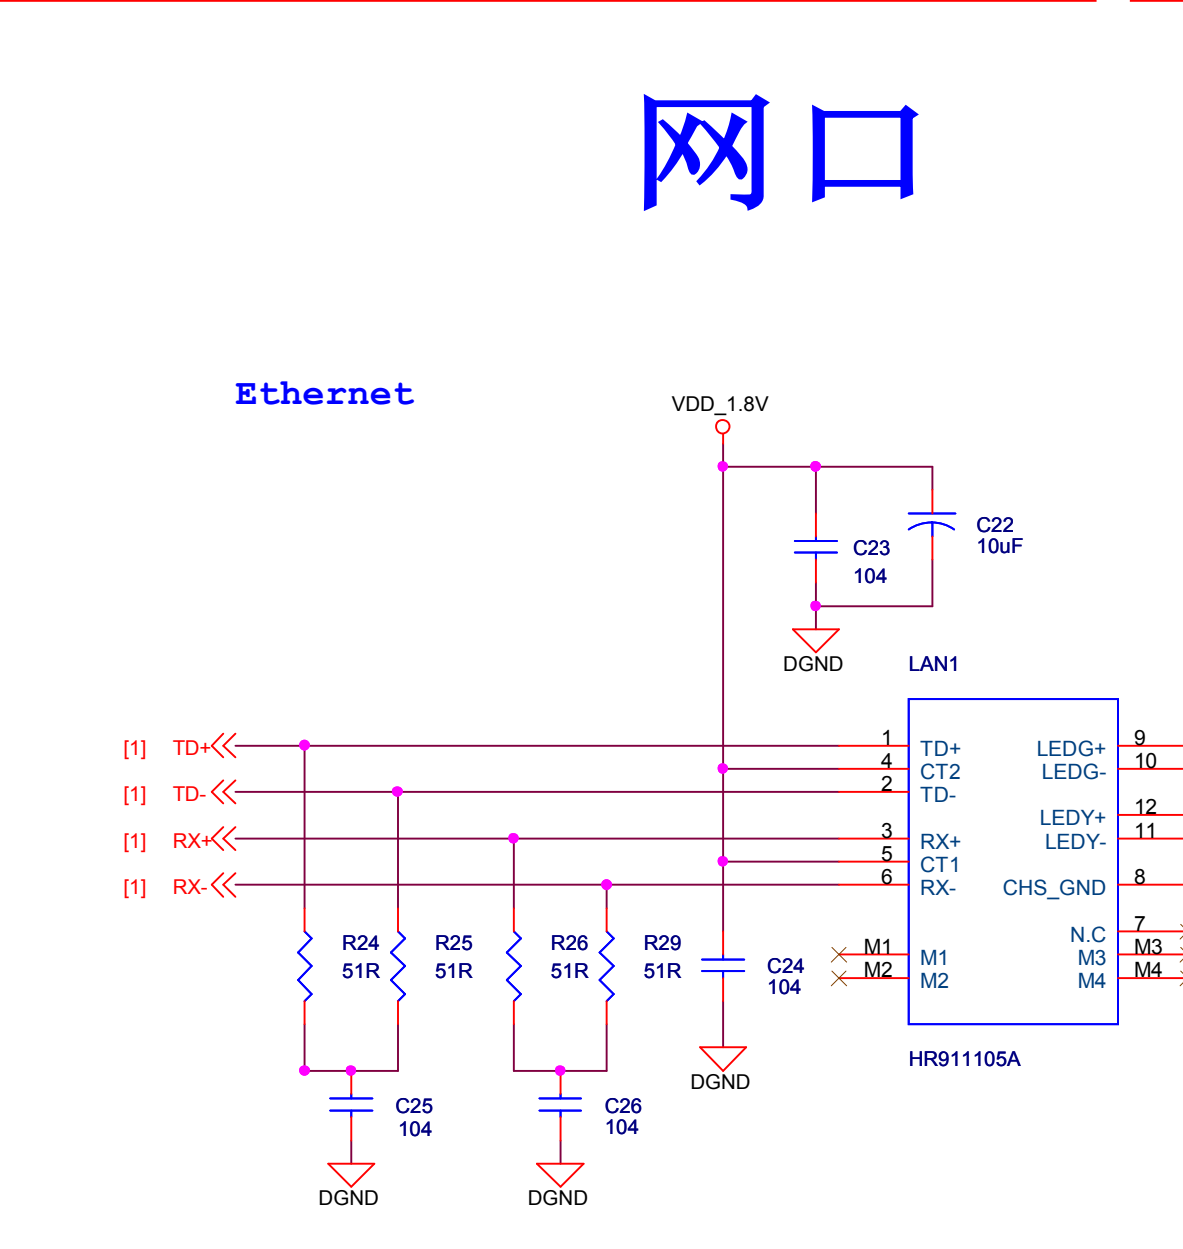 网口
Ethernet
VDD_1.8V
C22
10uF
C23
104
DGND
LAN1
[1] TD+
[1] TD-
[1] RX+
[1] RX-
1 TD+
4 CT2
2 TD-
3 RX+
5 CT1
6 RX-
M1 M1
M2 M2
LEDG+ 9
LEDG- 10
LEDY+ 12
LEDY- 11
CHS_GND 8
N.C 7
M3 M3
M4 M4
HR911105A
R24
51R
R25
51R
R26
51R
R29
51R
C24
104
DGND
C25
104
DGND
C26
104
DGND